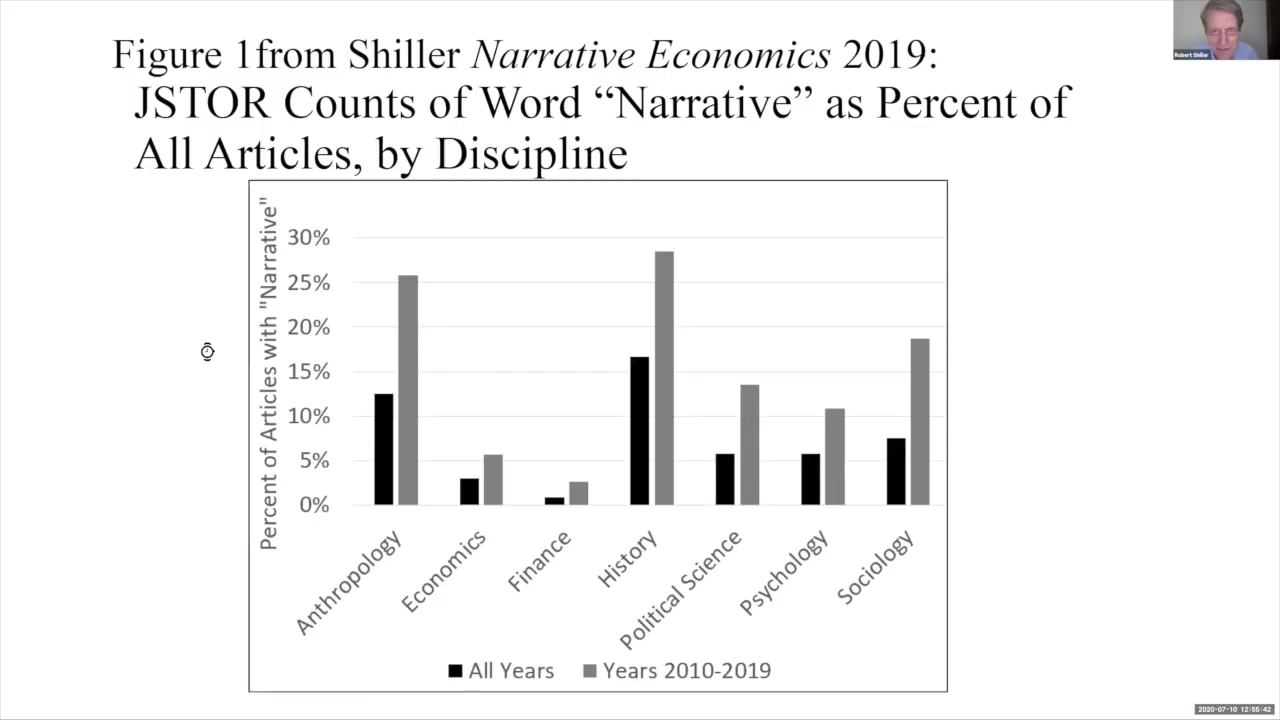 Figure 1from Shiller Narrative Economics 2019:
JSTOR Counts of Word “Narrative” as Percent of
All Articles, by Discipline
Robert Shiller
Percent of Articles with "Narrative"
30%
25%
20%
15%
10%
5%
0%
Anthropology
Economics
Finance
History
Political Science
Psychology
Sociology
All Years
Years 2010-2019
2020-07-10 12:55:42